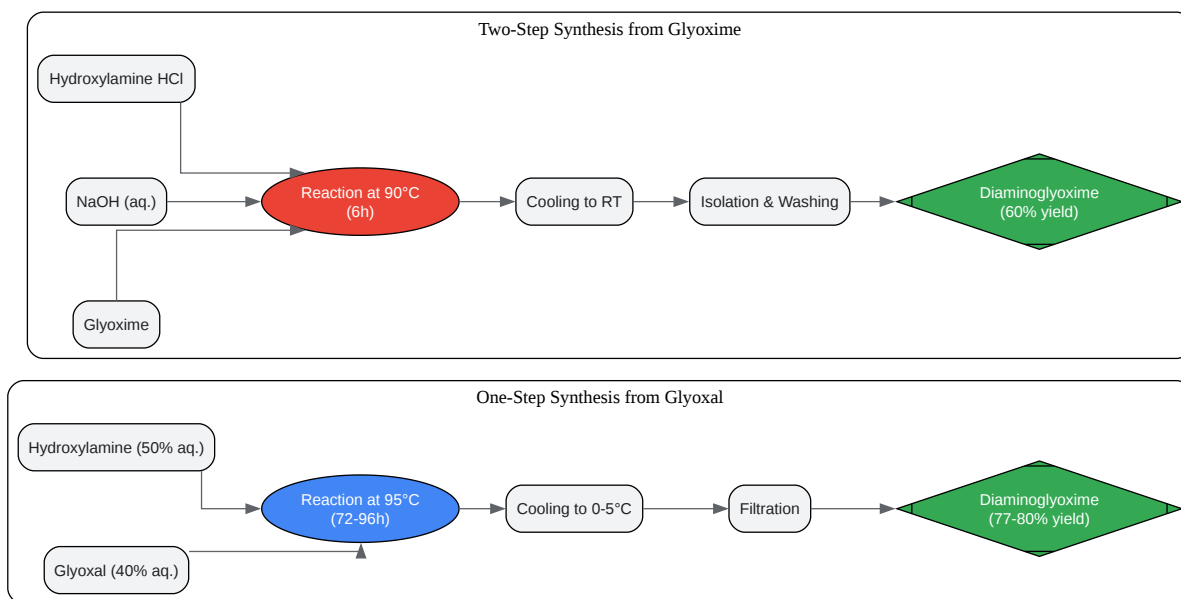 Two-Step Synthesis from Glyoxime
Hydroxylamine HCl
NaOH (aq.)
Glyoxime
Reaction at 90°C
(6h)
Cooling to RT
Isolation & Washing
Diaminoglyoxime
(60% yield)
One-Step Synthesis from Glyoxal
Hydroxylamine (50% aq.)
Glyoxal (40% aq.)
Reaction at 95°C
(72-96h)
Cooling to 0-5°C
Filtration
Diaminoglyoxime
(77-80% yield)